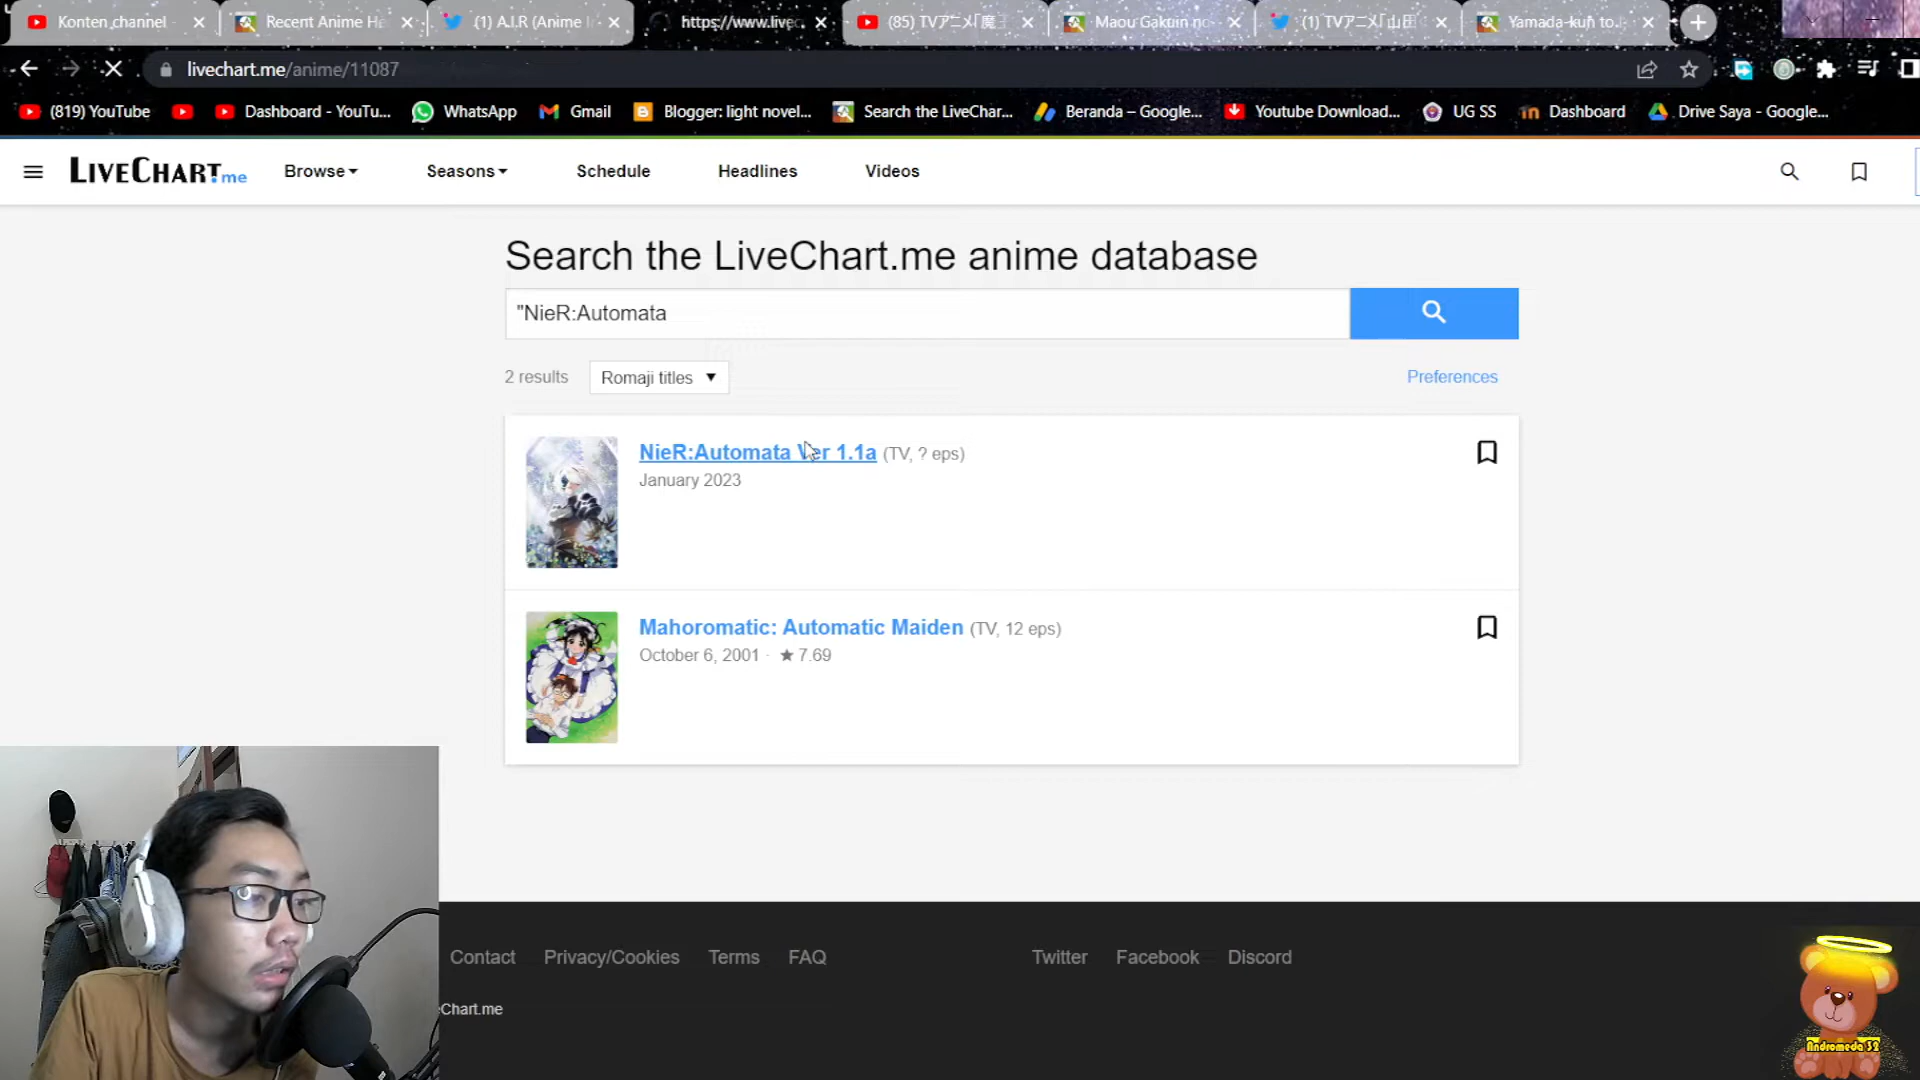 Konten channel
Recent Anime He
(1) A.I.R (Anime I
https://www.livec
(85) TVアニメ「魔王
Maou Gakuin no
(1) TVアニメ「山田
Yamada-kun to L
livechart.me/anime/11087
(819) YouTube
Dashboard - YouTu...
WhatsApp
Gmail
Blogger: light novel...
Search the LiveChar...
Beranda – Google...
Youtube Download...
UG SS
Dashboard
Drive Saya - Google...
LIVECHART.me
Browse
Seasons
Schedule
Headlines
Videos
Search the LiveChart.me anime database
"NieR:Automata
2 results
Romaji titles
Preferences
NieR:Automata Ver 1.1a (TV, ? eps)
January 2023
Mahoromatic: Automatic Maiden (TV, 12 eps)
October 6, 2001 · ★ 7.69
Contact
Privacy/Cookies
Terms
FAQ
Twitter
Facebook
Discord
eChart.me
Andromeda 32